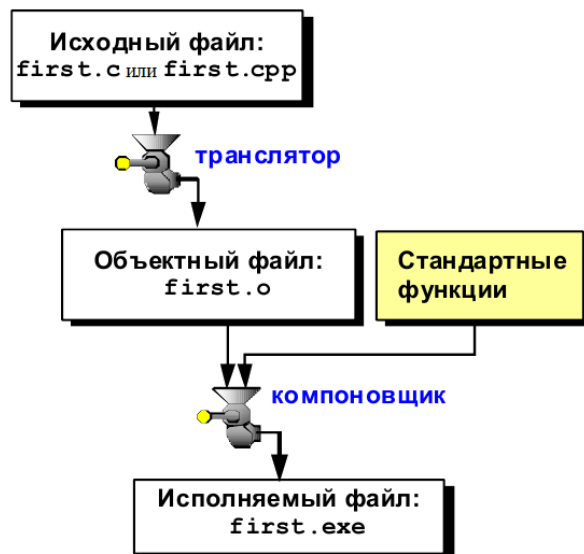 Исходный файл:
first.c или first.cpp
транслятор
Объектный файл:
first.o
Стандартные
функции
компоновщик
Исполняемый файл:
first.exe